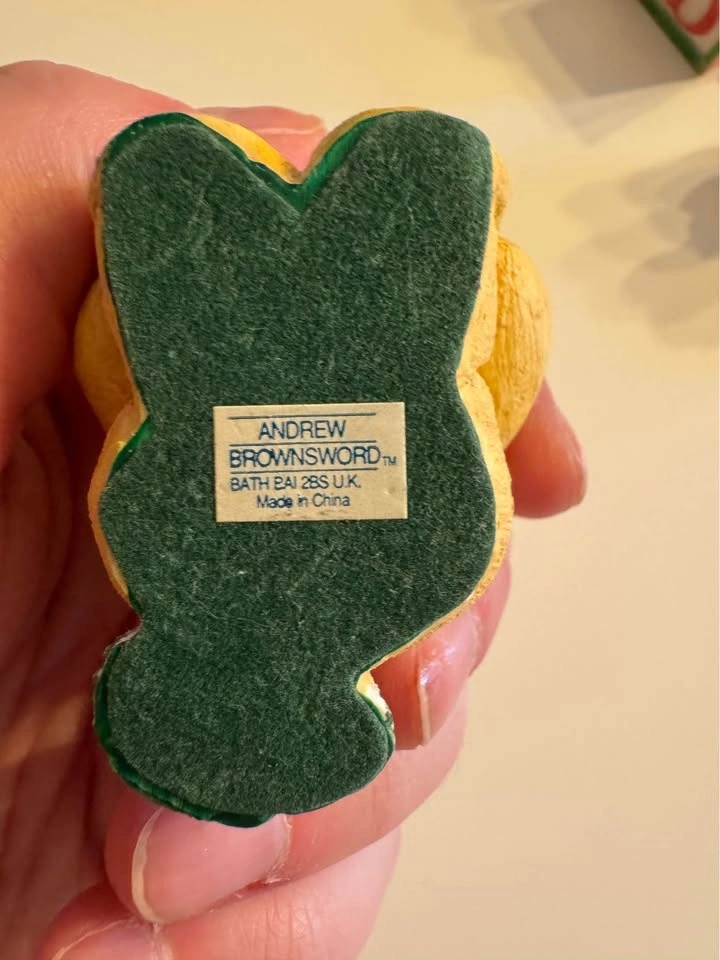 ANDREW
BROWNSWORD™
BATH BA1 2BS U.K.
Made in China